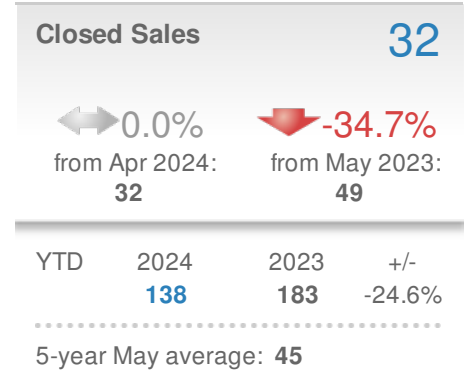 Closed Sales 32
0.0% -34.7%
from Apr 2024: from May 2023:
32 49
YTD 2024 2023 +/-
138 183 -24.6%
5-year May average: 45